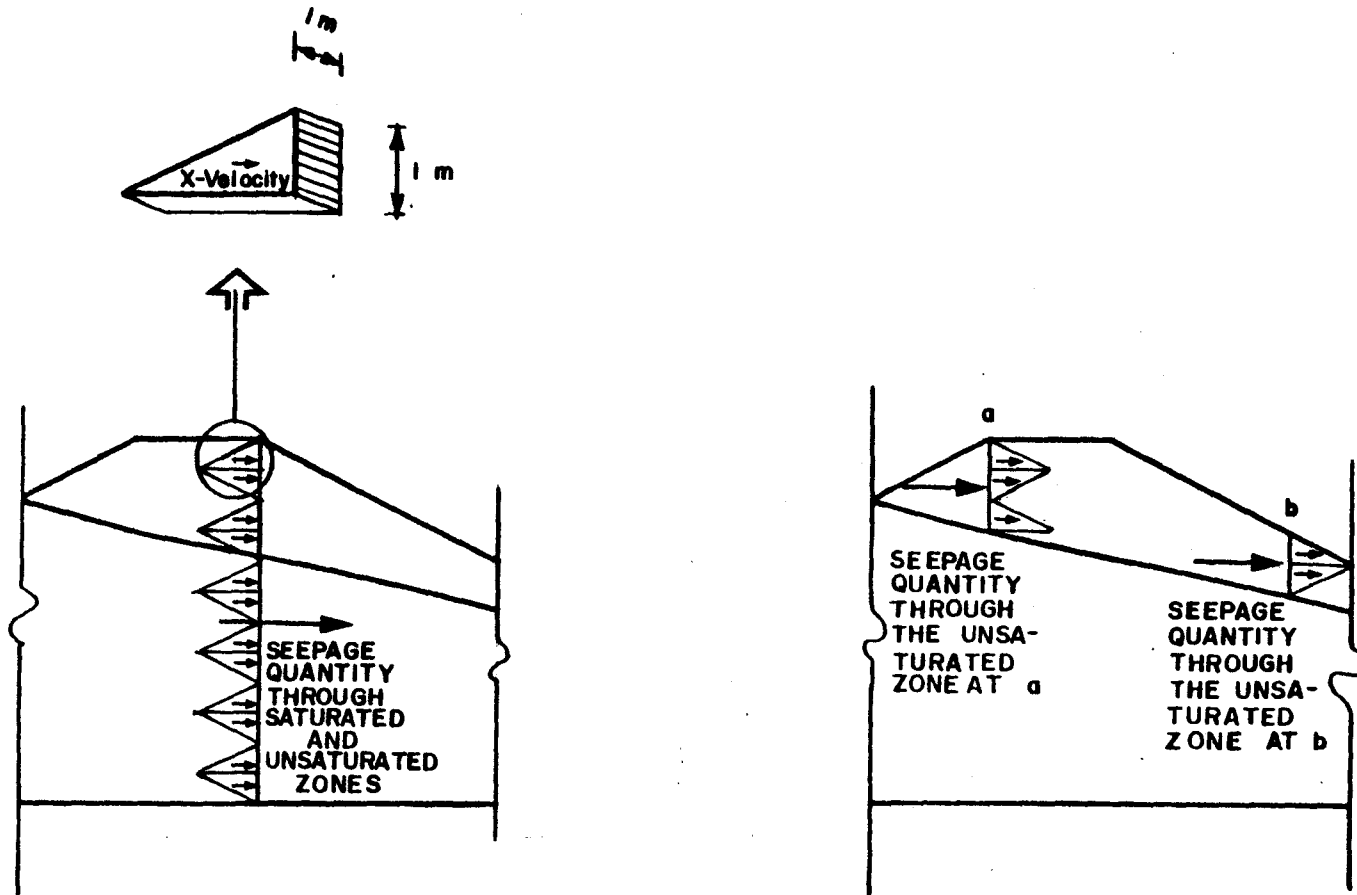 1m
X-Velocity
1 m
SEEPAGE
QUANTITY
THROUGH
SATURATED
AND
UNSATURATED
ZONES
a
SEEPAGE
QUANTITY
THROUGH
THE UNSA-
TURATED
ZONE AT a
b
SEEPAGE
QUANTITY
THROUGH
THE UNSA-
TURATED
ZONE AT b